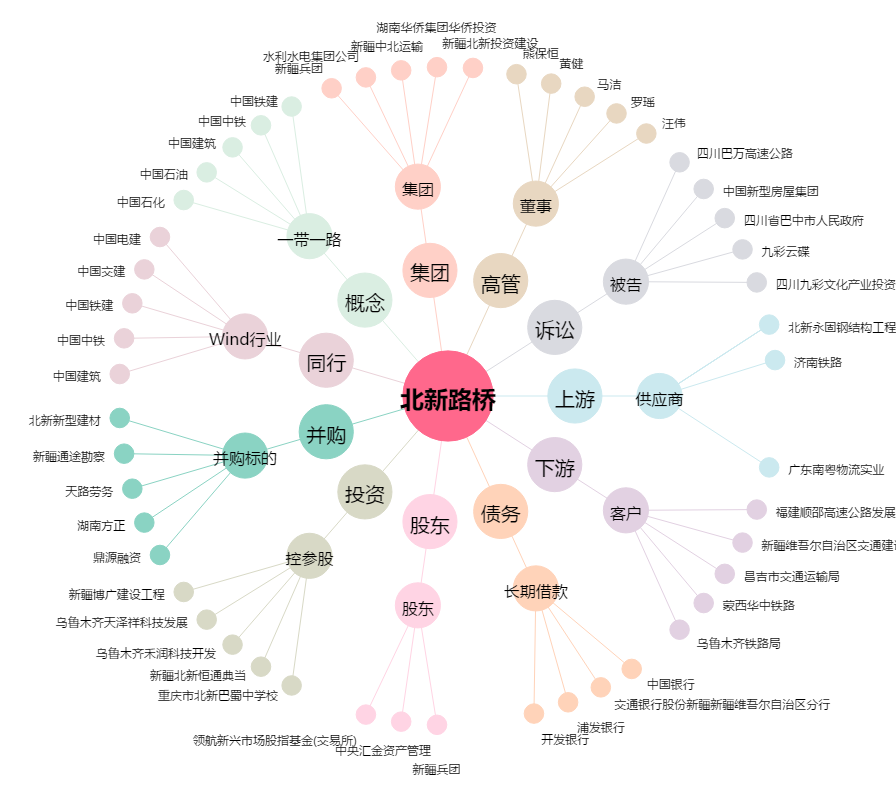 湖南华侨集团华侨投资
新疆中北运输
新疆北新投资建设
水利水电集团公司
新疆兵团
熊保恒
黄健
马洁
罗瑶
汪伟
中国铁建
中国中铁
中国建筑
中国石油
中国石化
集团
董事
四川巴万高速公路
中国新型房屋集团
四川省巴中市人民政府
九彩云碟
四川九彩文化产业投资
一带一路
集团
高管
被告
中国电建
中国交建
中国铁建
中国中铁
中国建筑
概念
诉讼
Wind行业
同行
北新永固钢结构工程
济南铁路
广东南粤物流实业
北新路桥
上游
供应商
北新新型建材
新疆通途勘察
天路劳务
湖南方正
鼎源融资
并购标的
并购
下游
客户
福建顺邵高速公路发展
新疆维吾尔自治区交通建设
昌吉市交通运输局
蒙西华中铁路
乌鲁木齐铁路局
投资
股东
债务
控参股
股东
长期借款
新疆博广建设工程
乌鲁木齐天泽祥科技发展
乌鲁木齐禾润科技开发
新疆北新恒通典当
重庆市北新巴蜀中学校
中国银行
交通银行股份新疆新疆维吾尔自治区分行
浦发银行
开发银行
领航新兴市场股指基金(交易所)
中央汇金资产管理
新疆兵团